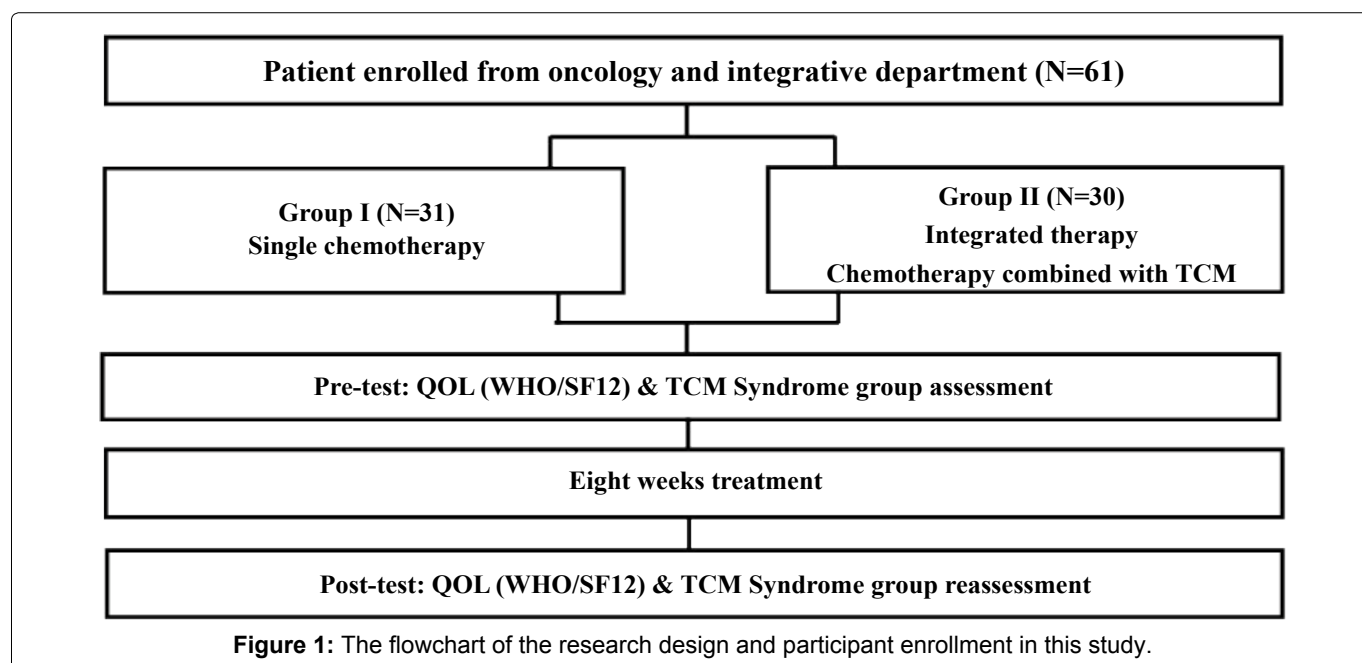 Patient enrolled from oncology and integrative department (N=61)
Group I (N=31)
Single chemotherapy
Group II (N=30)
Integrated therapy
Chemotherapy combined with TCM
Pre-test: QOL (WHO/SF12) & TCM Syndrome group assessment
Eight weeks treatment
Post-test: QOL (WHO/SF12) & TCM Syndrome group reassessment
Figure 1: The flowchart of the research design and participant enrollment in this study.